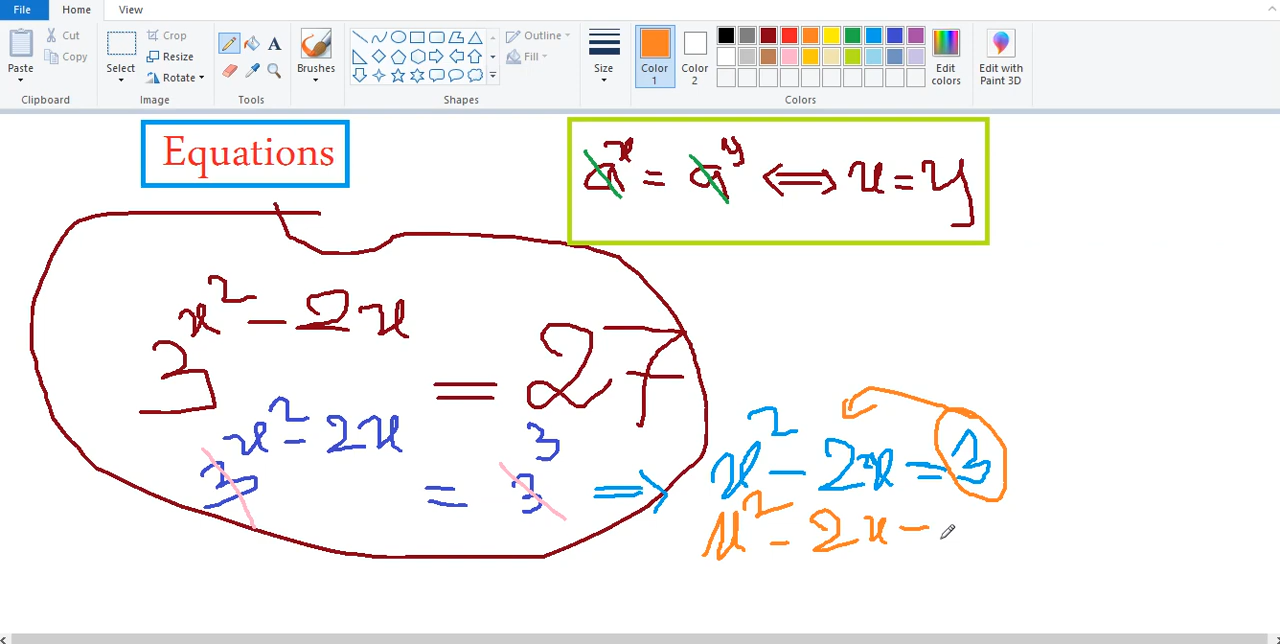 File Home View
Paste Cut Copy Clipboard
Select Crop Resize Rotate Image
A Tools
Brushes
Outline Fill Shapes
Size
Color 1 Color 2 Edit colors Colors
Edit with Paint 3D
Equations
a^x = a^y ⟺ x = y
3^(x² - 2x) = 27
3^(x² - 2x) = 3^3 ⟹ x² - 2x = 3
x² - 2x -